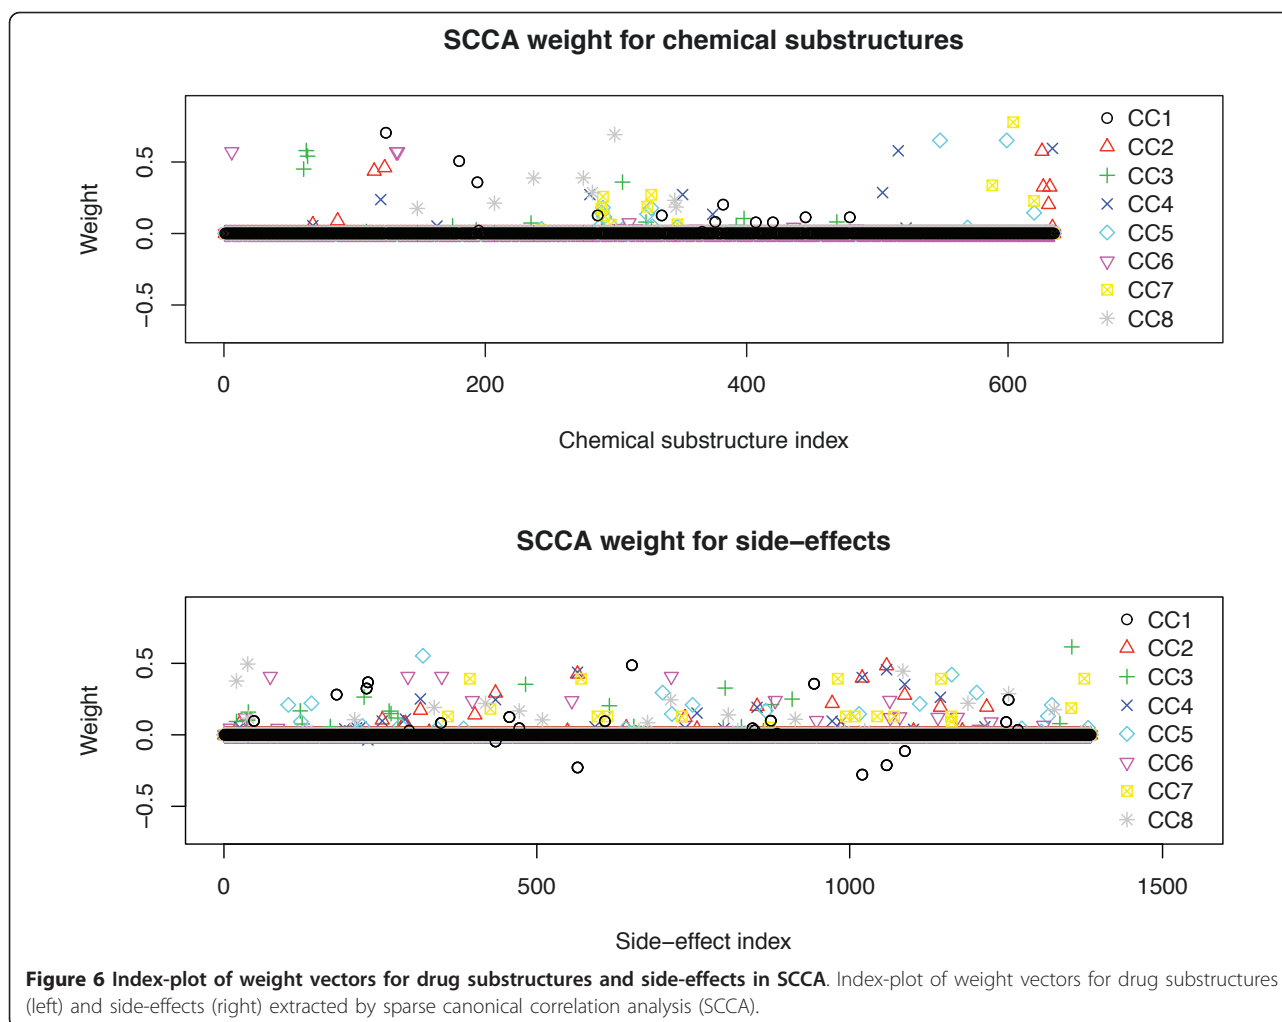 SCCA weight for chemical substructures
Weight
0.5
0.0
−0.5
CC1
CC2
CC3
CC4
CC5
CC6
CC7
CC8
0 200 400 600
Chemical substructure index
SCCA weight for side−effects
Weight
0.5
0.0
−0.5
CC1
CC2
CC3
CC4
CC5
CC6
CC7
CC8
0 500 1000 1500
Side−effect index
Figure 6 Index-plot of weight vectors for drug substructures and side-effects in SCCA. Index-plot of weight vectors for drug substructures
(left) and side-effects (right) extracted by sparse canonical correlation analysis (SCCA).